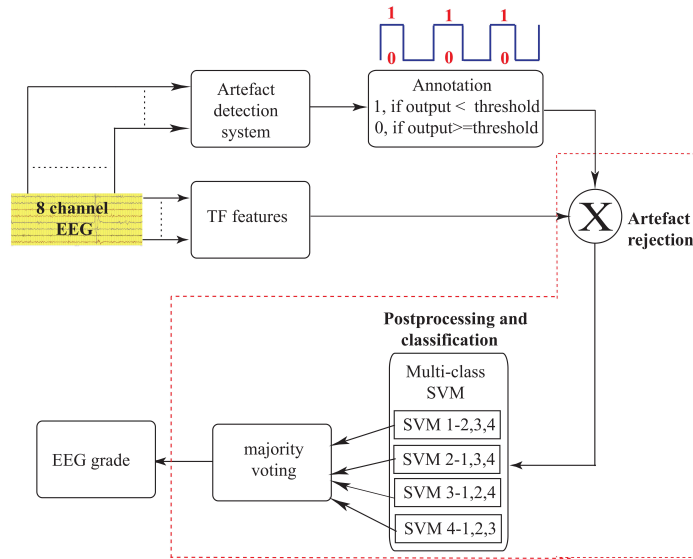 1 1 1
0 0 0
Artefact
detection
system
Annotation
1, if output < threshold
0, if output>=threshold
8 channel
EEG
TF features
X
Artefact
rejection
Postprocessing and
classification
Multi-class
SVM
SVM 1-2,3,4
SVM 2-1,3,4
SVM 3-1,2,4
SVM 4-1,2,3
majority
voting
EEG grade